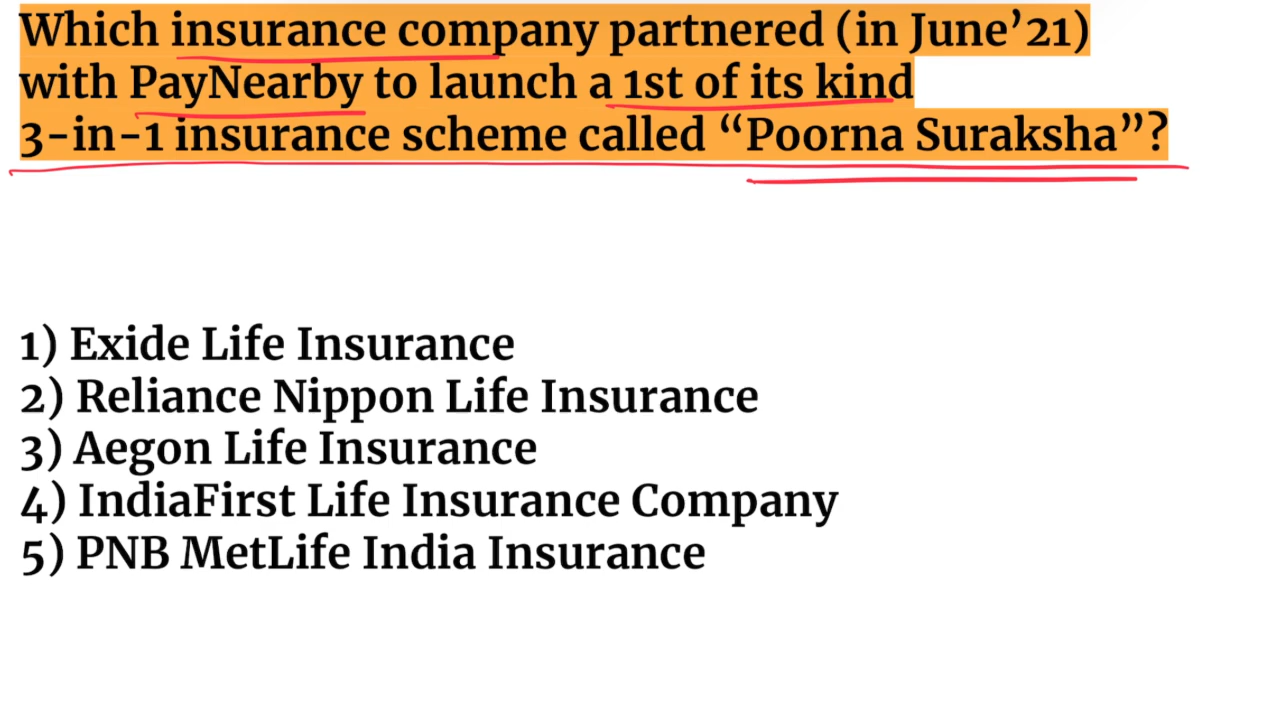 Which insurance company partnered (in June’21)
with PayNearby to launch a 1st of its kind
3-in-1 insurance scheme called “Poorna Suraksha”?
1) Exide Life Insurance
2) Reliance Nippon Life Insurance
3) Aegon Life Insurance
4) IndiaFirst Life Insurance Company
5) PNB MetLife India Insurance